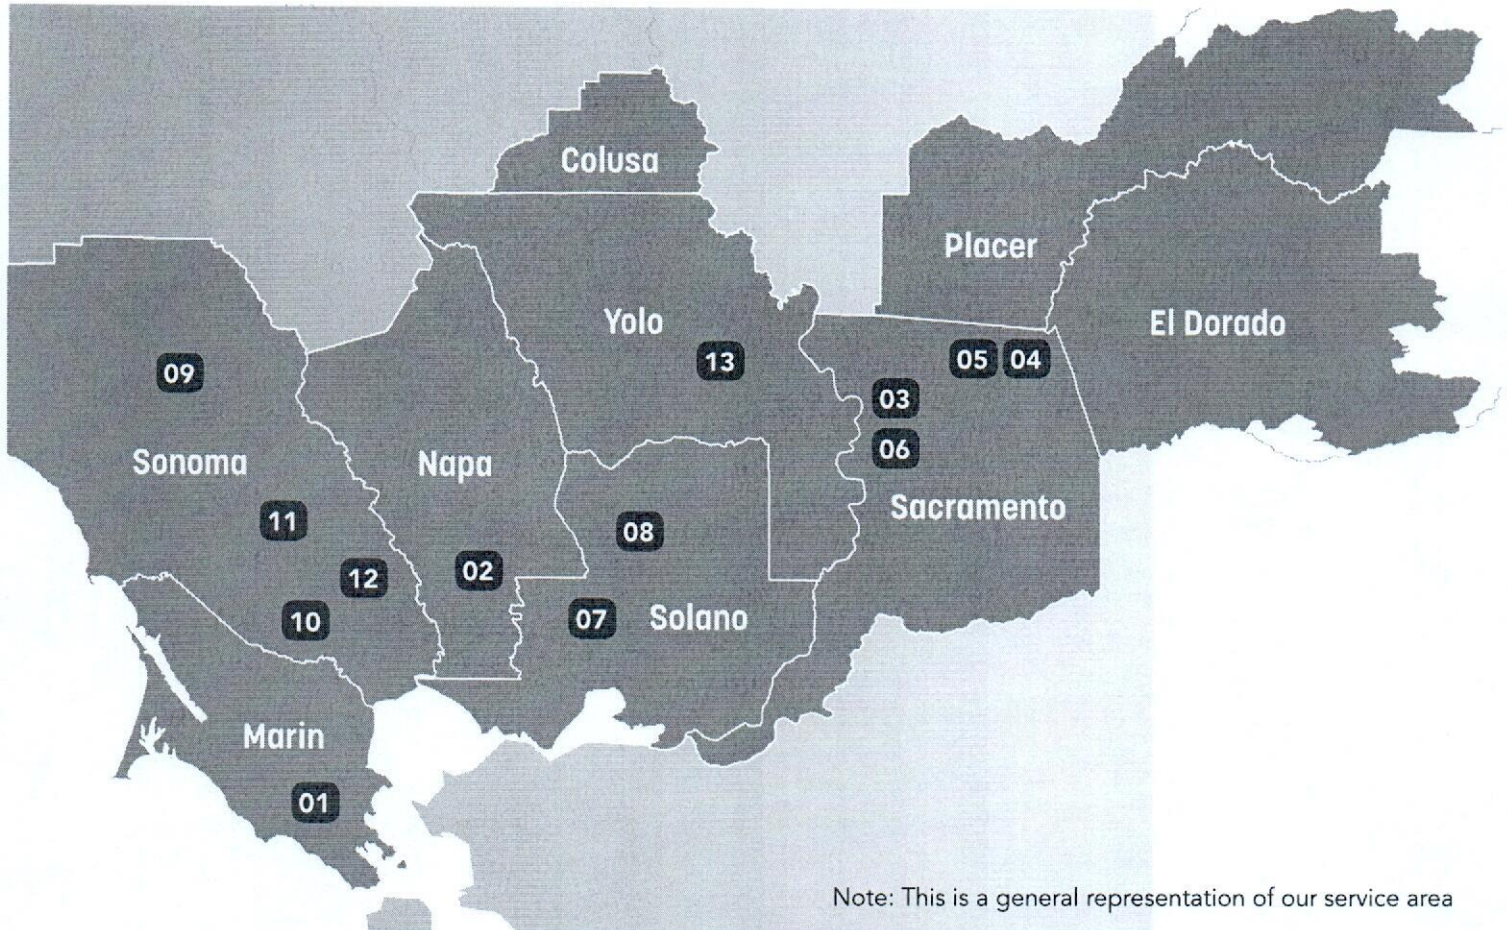 Colusa
Placer
Yolo
El Dorado
13
05
04
09
03
06
Sonoma
Napa
Sacramento
11
08
02
12
07
Solano
10
Marin
01
Note: This is a general representation of our service area